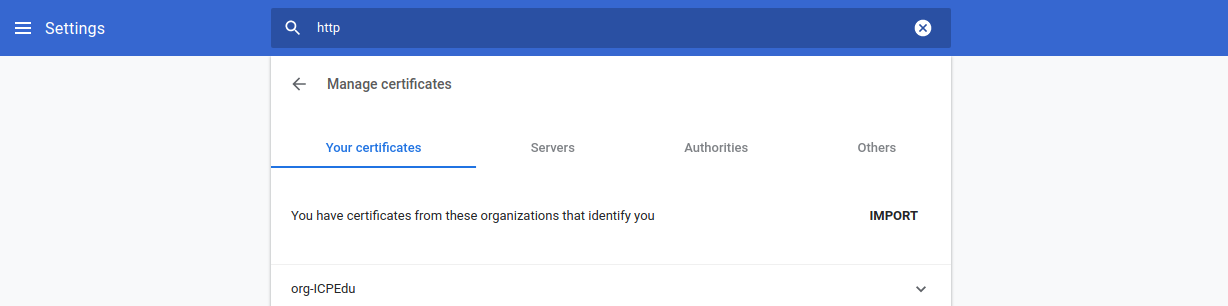 Settings
http
Manage certificates
Your certificates Servers Authorities Others
You have certificates from these organizations that identify you IMPORT
org-ICPEdu